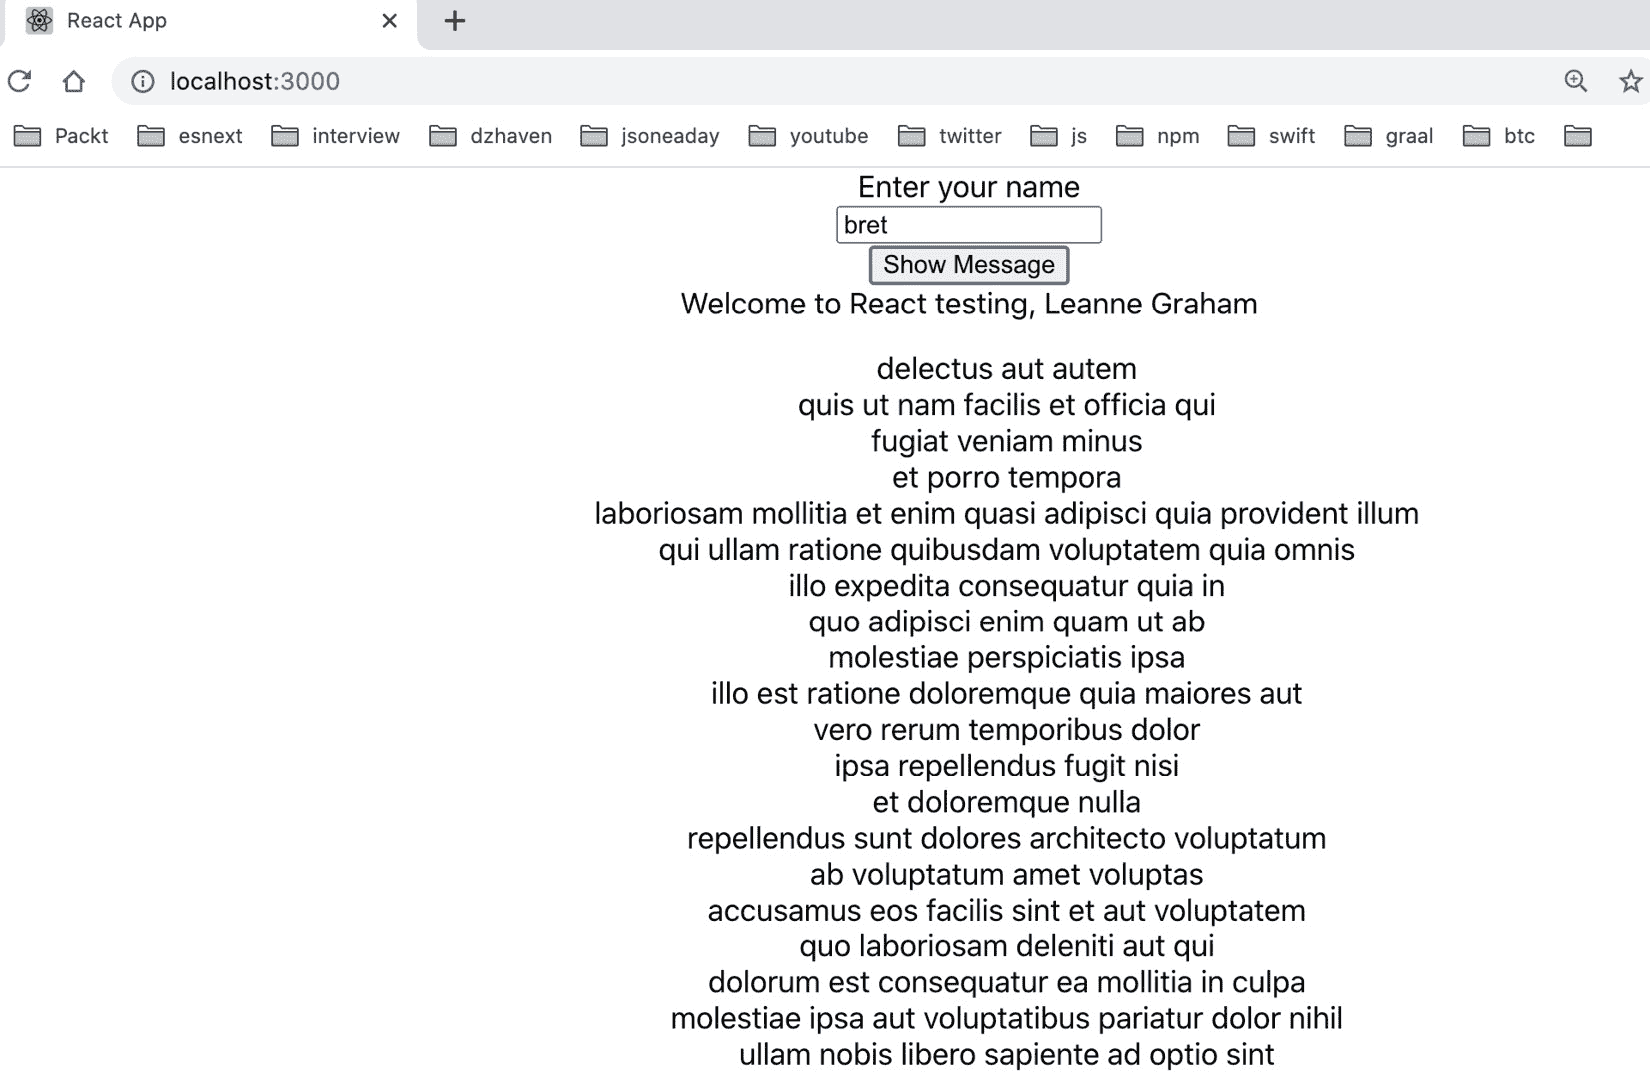 React App
localhost:3000
Packt esnext interview dzhaven jsoneaday youtube twitter js npm swift graal btc
Enter your name
bret
Show Message
Welcome to React testing, Leanne Graham
delectus aut autem
quis ut nam facilis et officia qui
fugiat veniam minus
et porro tempora
laboriosam mollitia et enim quasi adipisci quia provident illum
qui ullam ratione quibusdam voluptatem quia omnis
illo expedita consequatur quia in
quo adipisci enim quam ut ab
molestiae perspiciatis ipsa
illo est ratione doloremque quia maiores aut
vero rerum temporibus dolor
ipsa repellendus fugit nisi
et doloremque nulla
repellendus sunt dolores architecto voluptatum
ab voluptatum amet voluptas
accusamus eos facilis sint et aut voluptatem
quo laboriosam deleniti aut qui
dolorum est consequatur ea mollitia in culpa
molestiae ipsa aut voluptatibus pariatur dolor nihil
ullam nobis libero sapiente ad optio sint